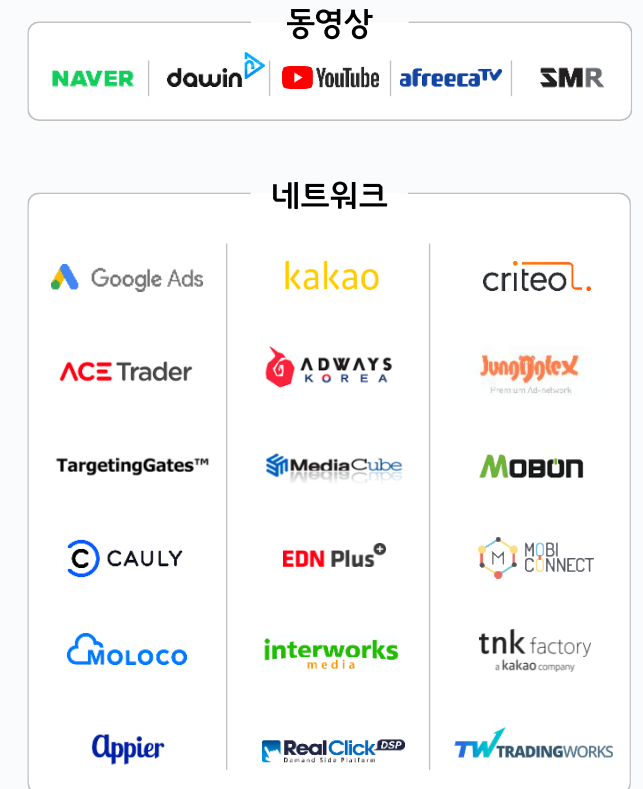 동영상
NAVER dawin YouTube afreecaTV SMR
네트워크
Google Ads kakao criteo
ACE Trader ADWAYS KOREA Jungglex Premium Ad-network
TargetingGates™ MediaCube MOBON
CAULY EDN Plus+ M MOBI CONNECT
MOLOCO interworks media tnk factory a kakao company
Appier RealClick DSP Demand Side Platform TW TRADINGWORKS